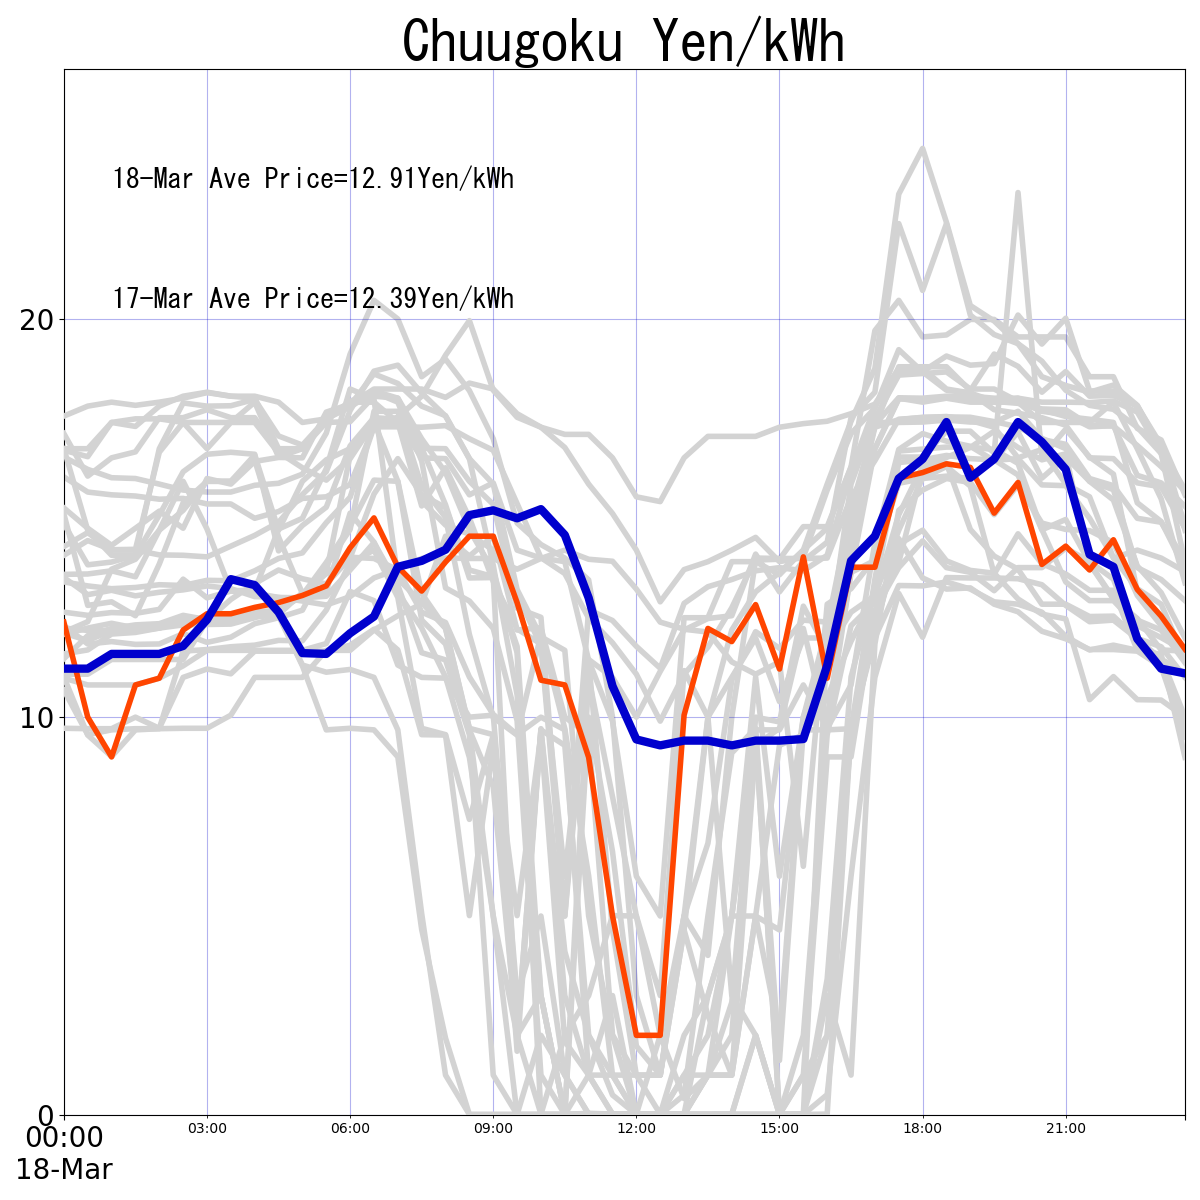 Chuugoku Yen/kWh
18-Mar Ave Price=12.91Yen/kWh
17-Mar Ave Price=12.39Yen/kWh
20
10
0
00:00 03:00 06:00 09:00 12:00 15:00 18:00 21:00
18-Mar